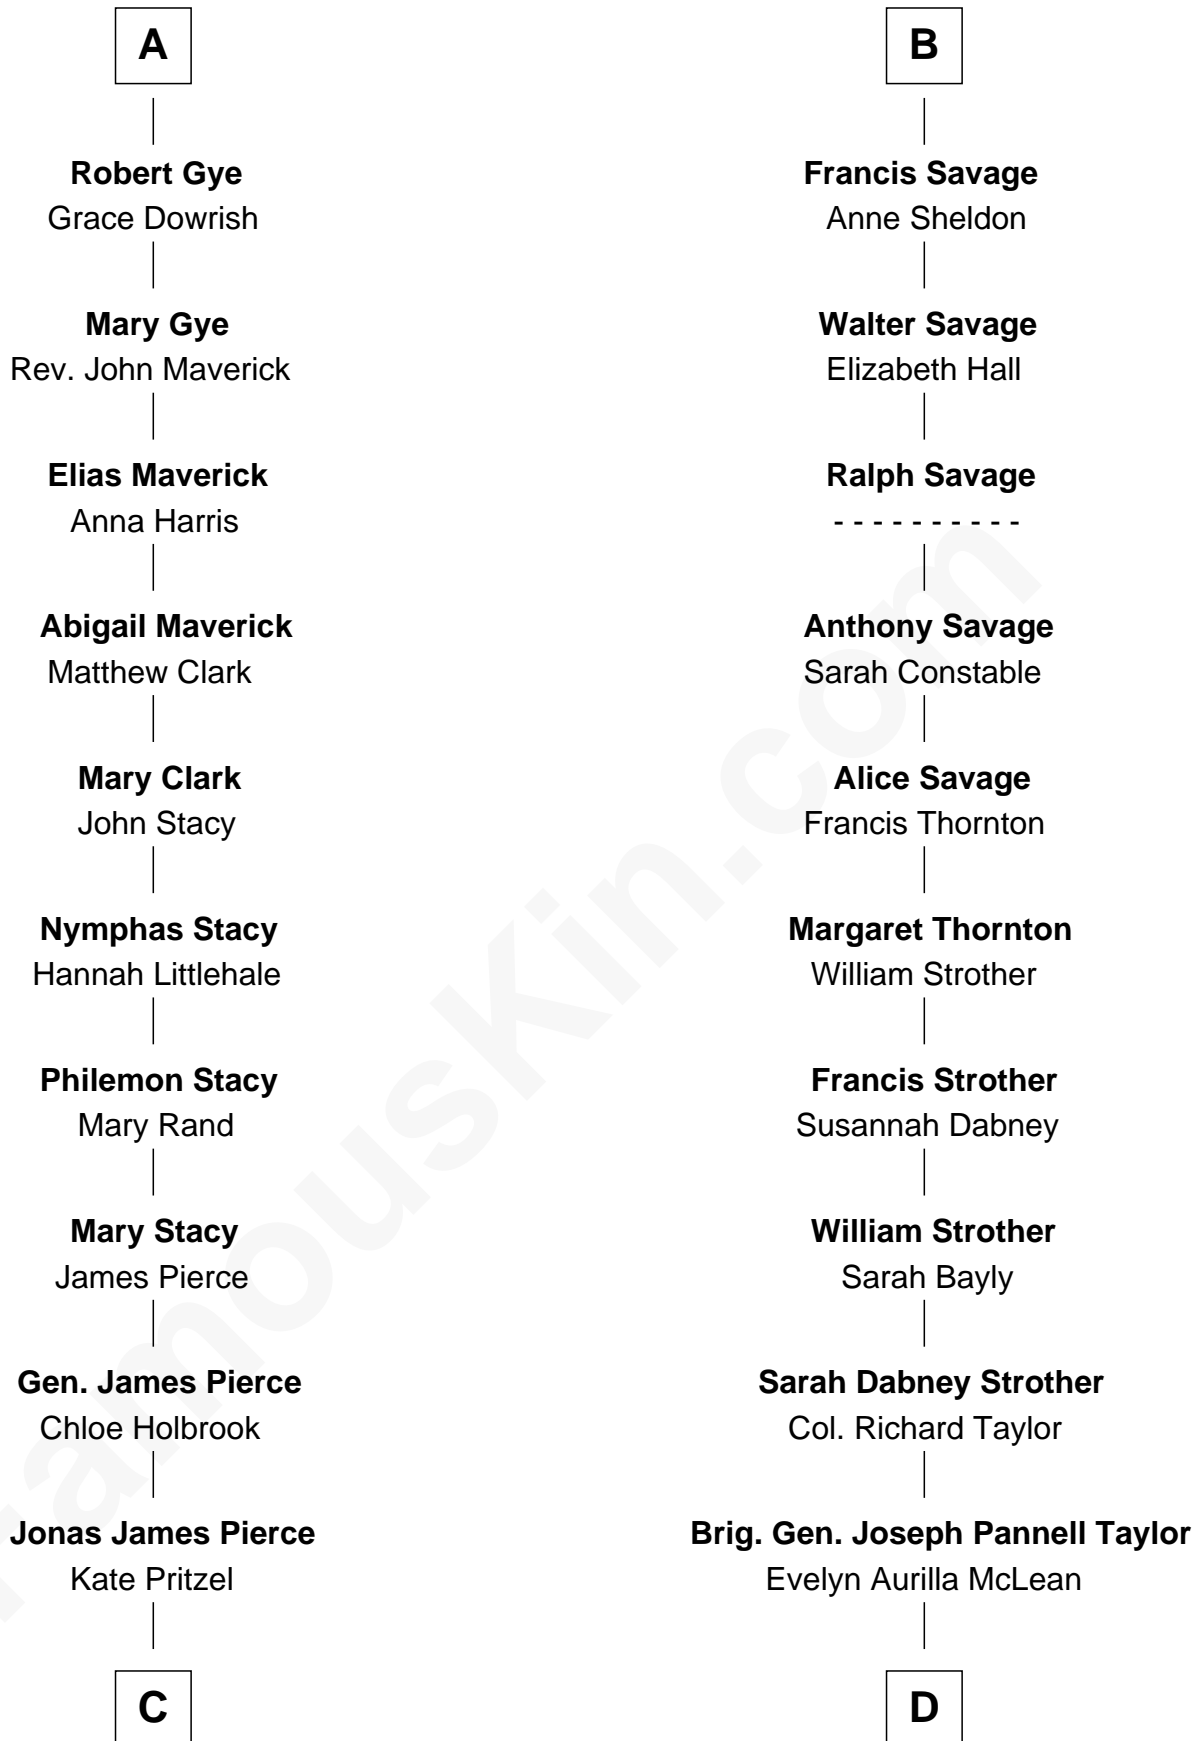 A
Robert Gye
Grace Dowrish
Mary Gye
Rev. John Maverick
Elias Maverick
Anna Harris
Abigail Maverick
Matthew Clark
Mary Clark
John Stacy
Nymphas Stacy
Hannah Littlehale
Philemon Stacy
Mary Rand
Mary Stacy
James Pierce
Gen. James Pierce
Chloe Holbrook
Jonas James Pierce
Kate Pritzel
C
B
Francis Savage
Anne Sheldon
Walter Savage
Elizabeth Hall
Ralph Savage
- - - - - - - - - -
Anthony Savage
Sarah Constable
Alice Savage
Francis Thornton
Margaret Thornton
William Strother
Francis Strother
Susannah Dabney
William Strother
Sarah Bayly
Sarah Dabney Strother
Col. Richard Taylor
Brig. Gen. Joseph Pannell Taylor
Evelyn Aurilla McLean
D
FamousKin.com